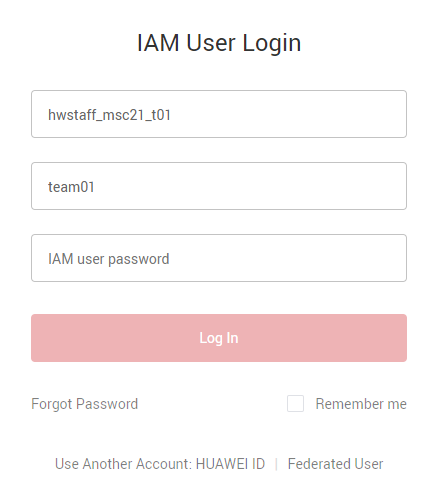 IAM User Login
hwstaff_msc21_t01
team01
IAM user password
Log In
Forgot Password Remember me
Use Another Account: HUAWEI ID | Federated User